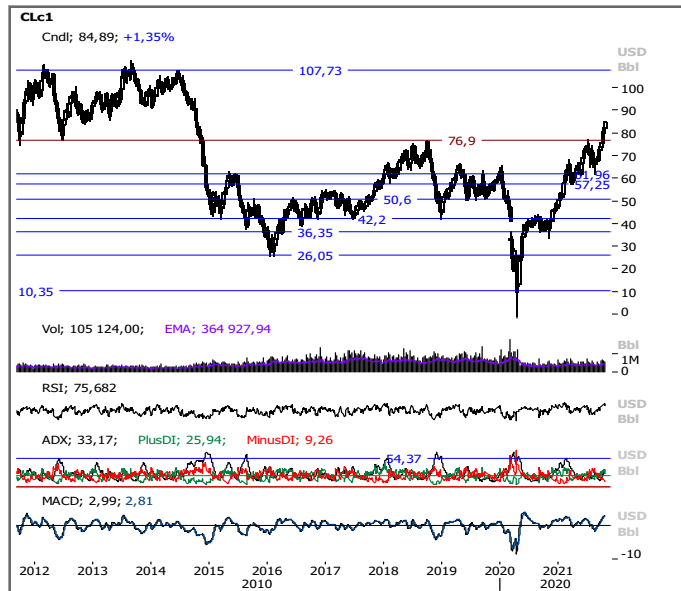 CLc1
Cndl; 84,89; +1,35%
USD
Bbl
107,73
100
90
80
76,9
70
61,96
60
57,25
50,6
50
42,2
40
36,35
30
26,05
20
10,35
10
0
Vol; 105 124,00; EMA; 364 927,94
Bbl
1M
0
RSI; 75,682
USD
Bbl
ADX; 33,17; PlusDI; 25,94; MinusDI; 9,26
54,37
USD
Bbl
MACD; 2,99; 2,81
USD
Bbl
-10
2012 2013 2014 2015 2016 2017 2018 2019 2020 2021
2010 2020